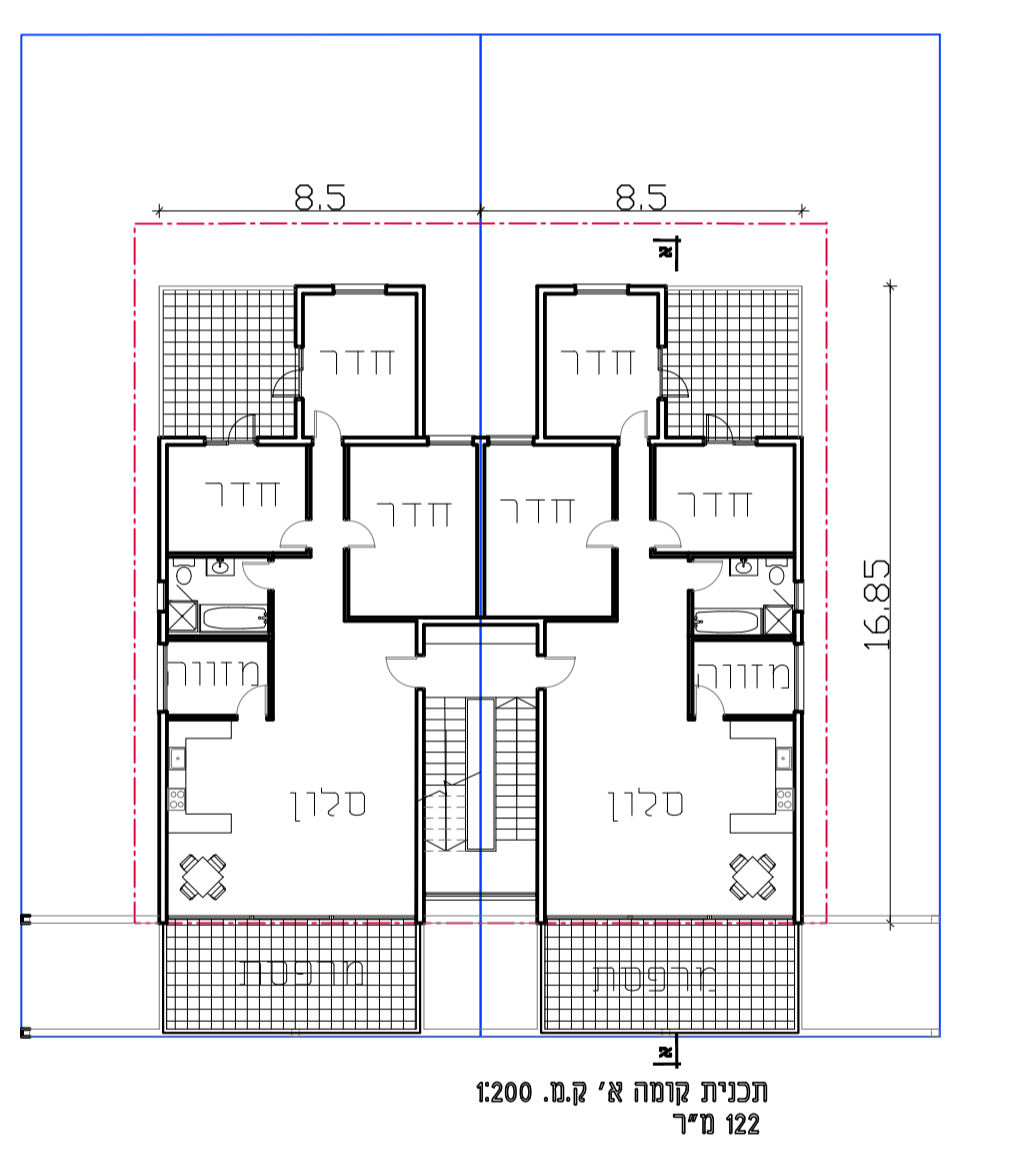 8.5 8.5
א
חדר חדר
חדר חדר חדר חדר
16.85
מזווה מזווה
סלון סלון
מרפסת מרפסת
א
תכנית קומה א' ק.מ. 1:200
122 מ"ר